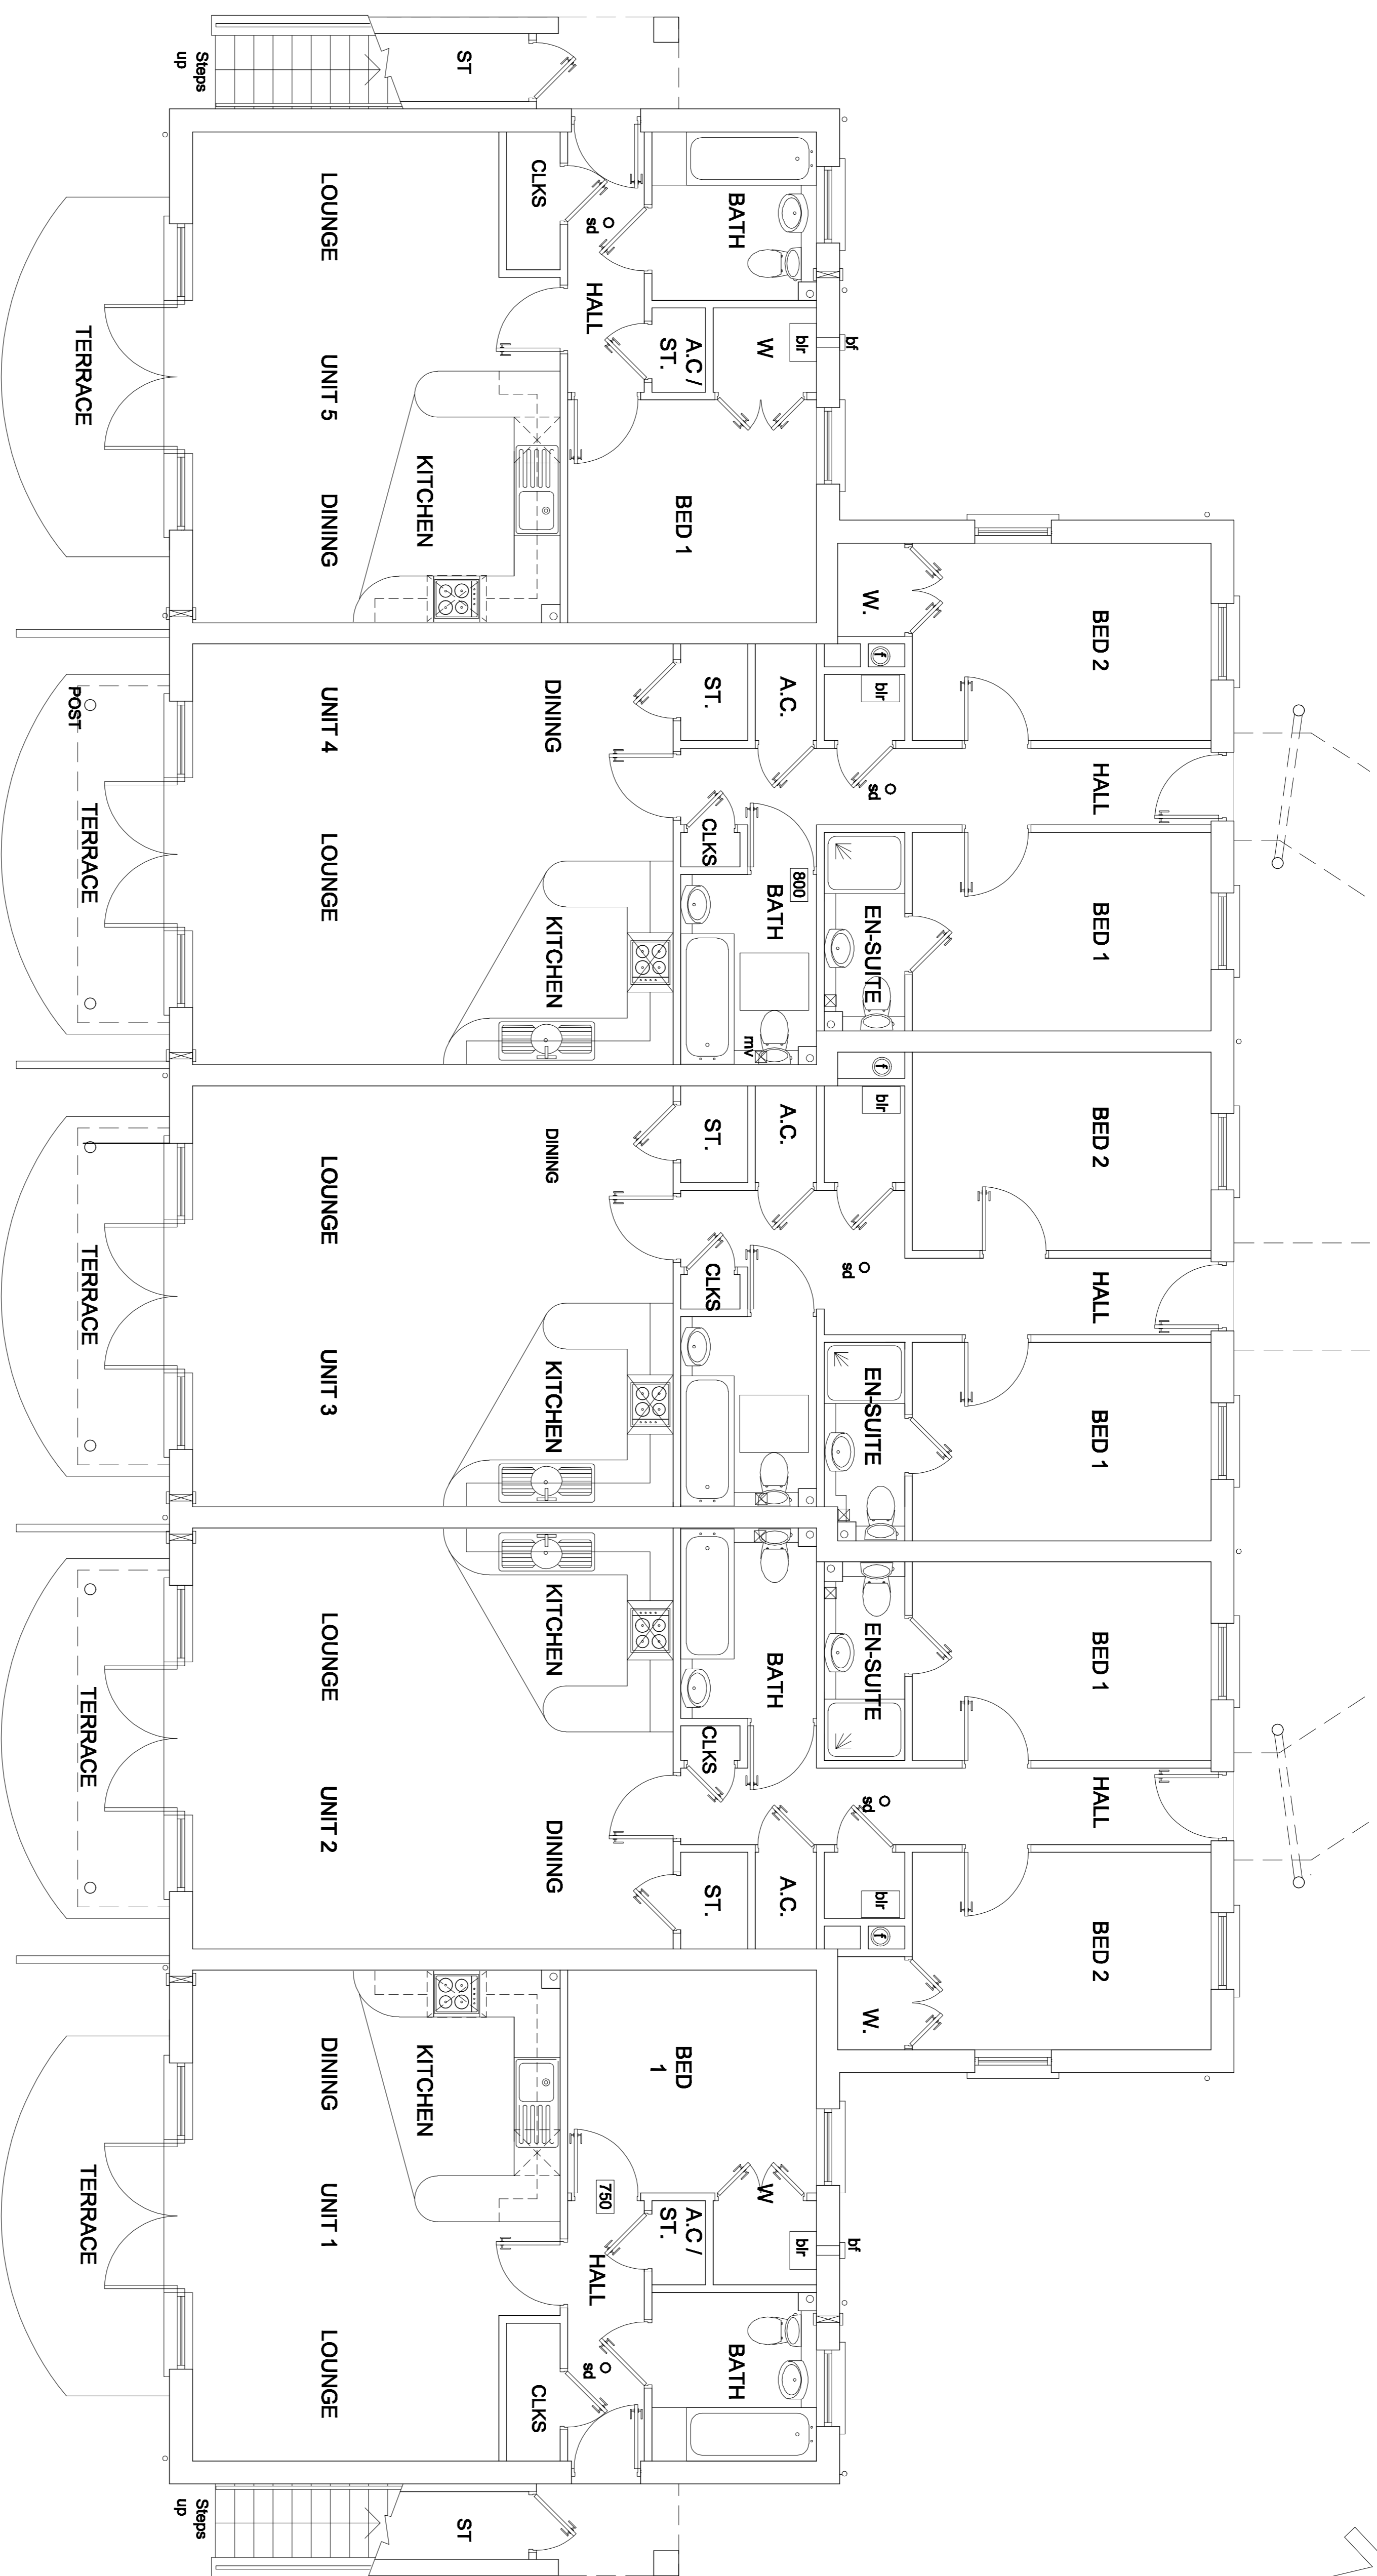 Steps
up
ST
CLKS
BATH
LOUNGE
sd
HALL
A.C /
ST.
W
blr
bf
TERRACE
UNIT 5
KITCHEN
DINING
BED 1
W.
BED 2
f
blr
ST.
A.C.
POST
UNIT 4
DINING
sd
HALL
CLKS
800
BATH
TERRACE
LOUNGE
KITCHEN
EN-SUITE
BED 1
mv
f
blr
BED 2
ST.
A.C.
DINING
LOUNGE
sd
HALL
CLKS
TERRACE
UNIT 3
KITCHEN
EN-SUITE
BED 1
KITCHEN
LOUNGE
BATH
EN-SUITE
BED 1
TERRACE
CLKS
UNIT 2
sd
HALL
DINING
ST.
A.C.
blr
f
BED 2
W.
DINING
KITCHEN
BED
1
750
W
A.C /
ST.
blr
bf
TERRACE
UNIT 1
HALL
LOUNGE
sd
BATH
CLKS
Steps
up
ST